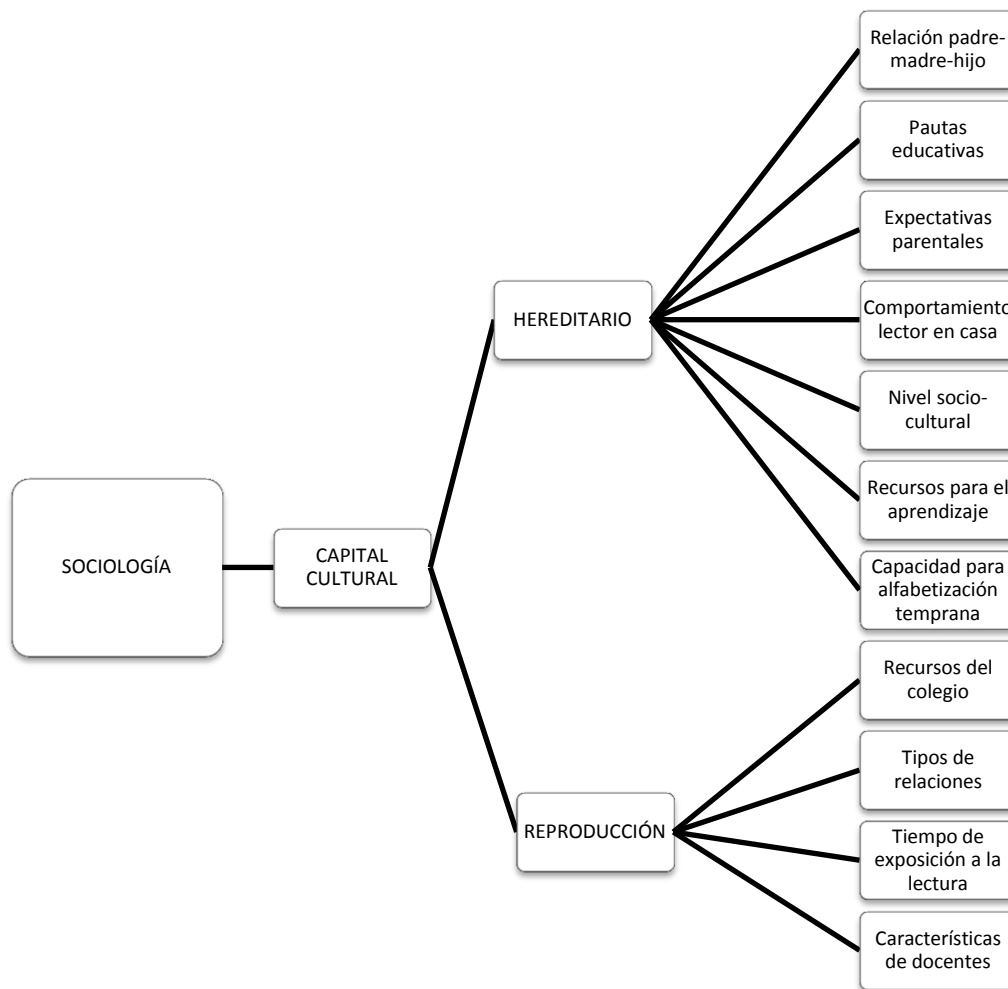 Relación padre-
madre-hijo
Pautas
educativas
Expectativas
parentales
HEREDITARIO
Comportamiento
lector en casa
Nivel socio-
cultural
Recursos para el
aprendizaje
SOCIOLOGÍA
CAPITAL
CULTURAL
Capacidad para
alfabetización
temprana
Recursos del
colegio
Tipos de
relaciones
REPRODUCCIÓN
Tiempo de
exposición a la
lectura
Características
de docentes